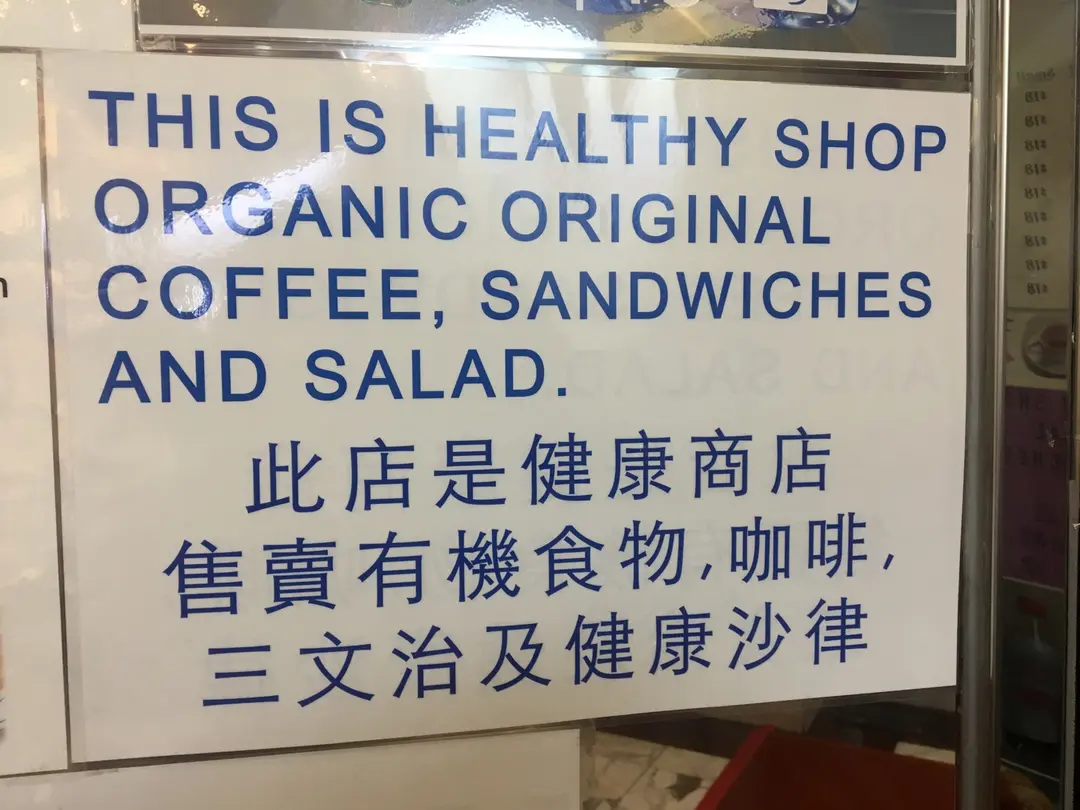 THIS IS HEALTHY SHOP
ORGANIC ORIGINAL
COFFEE, SANDWICHES
AND SALAD.
此店是健康商店
售賣有機食物,咖啡,
三文治及健康沙律